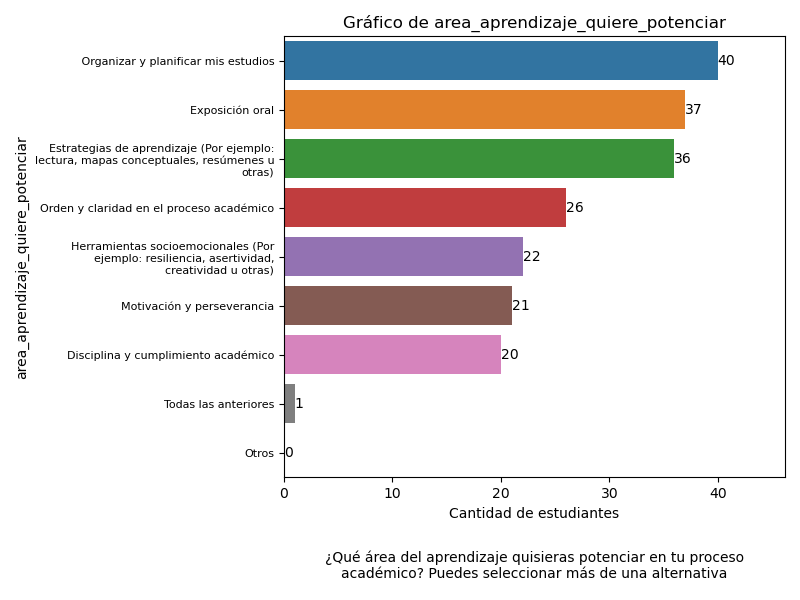 Gráfico de area_aprendizaje_quiere_potenciar
area_aprendizaje_quiere_potenciar
Organizar y planificar mis estudios
40
Exposición oral
37
Estrategias de aprendizaje (Por ejemplo:
lectura, mapas conceptuales, resúmenes u
otras)
36
Orden y claridad en el proceso académico
26
Herramientas socioemocionales (Por
ejemplo: resiliencia, asertividad,
creatividad u otras)
22
Motivación y perseverancia
21
Disciplina y cumplimiento académico
20
Todas las anteriores
1
Otros
0
0 10 20 30 40
Cantidad de estudiantes
¿Qué área del aprendizaje quisieras potenciar en tu proceso
académico? Puedes seleccionar más de una alternativa